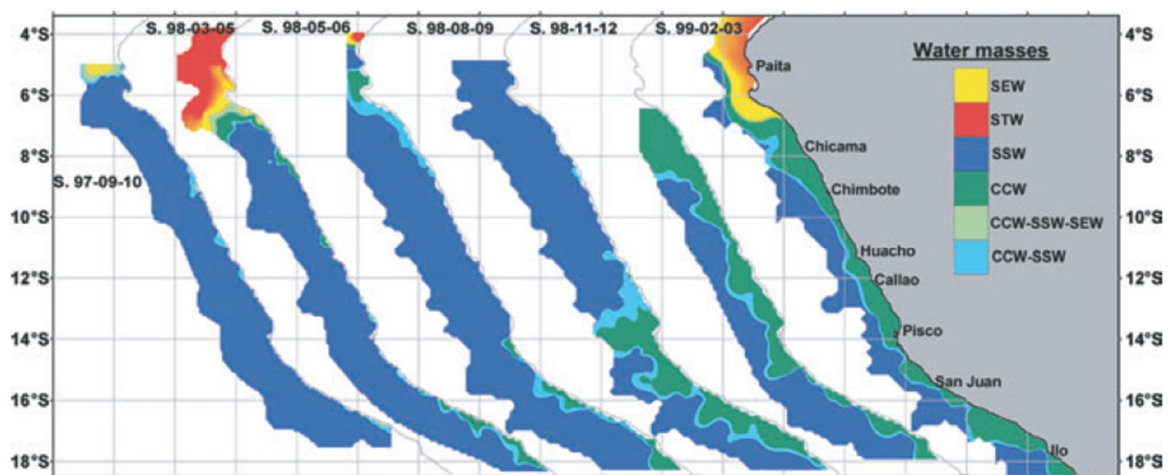 S. 98-03-05
S. 98-05-06
S. 98-08-09
S. 98-11-12
S. 99-02-03
S. 97-09-10
4°S
6°S
8°S
10°S
12°S
14°S
16°S
18°S
Paita
Chicama
Chimbote
Huacho
Callao
Pisco
San Juan
Ilo
Water masses
SEW
STW
SSW
CCW
CCW-SSW-SEW
CCW-SSW
4°S
6°S
8°S
10°S
12°S
14°S
16°S
18°S